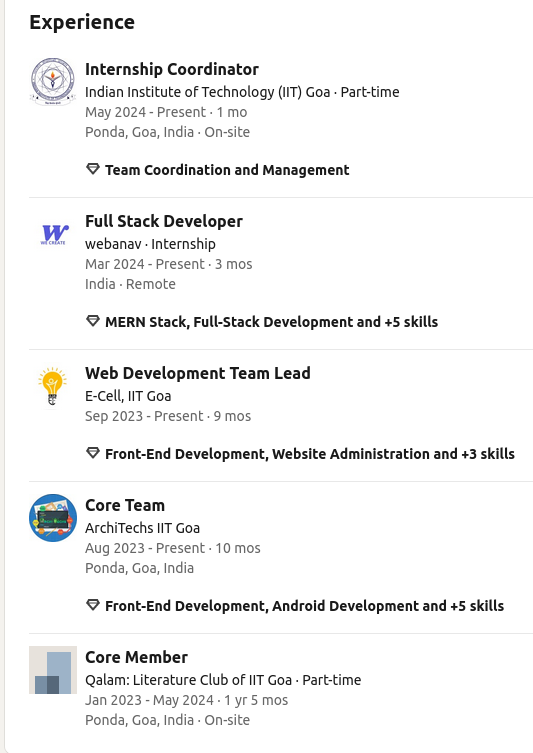 Experience
Internship Coordinator
Indian Institute of Technology (IIT) Goa · Part-time
May 2024 - Present · 1 mo
Ponda, Goa, India · On-site
Team Coordination and Management
W
WE CREATE
Full Stack Developer
webanav · Internship
Mar 2024 - Present · 3 mos
India · Remote
MERN Stack, Full-Stack Development and +5 skills
Web Development Team Lead
E-Cell, IIT Goa
Sep 2023 - Present · 9 mos
Front-End Development, Website Administration and +3 skills
Core Team
ArchiTechs IIT Goa
Aug 2023 - Present · 10 mos
Ponda, Goa, India
Front-End Development, Android Development and +5 skills
Core Member
Qalam: Literature Club of IIT Goa · Part-time
Jan 2023 - May 2024 · 1 yr 5 mos
Ponda, Goa, India · On-site